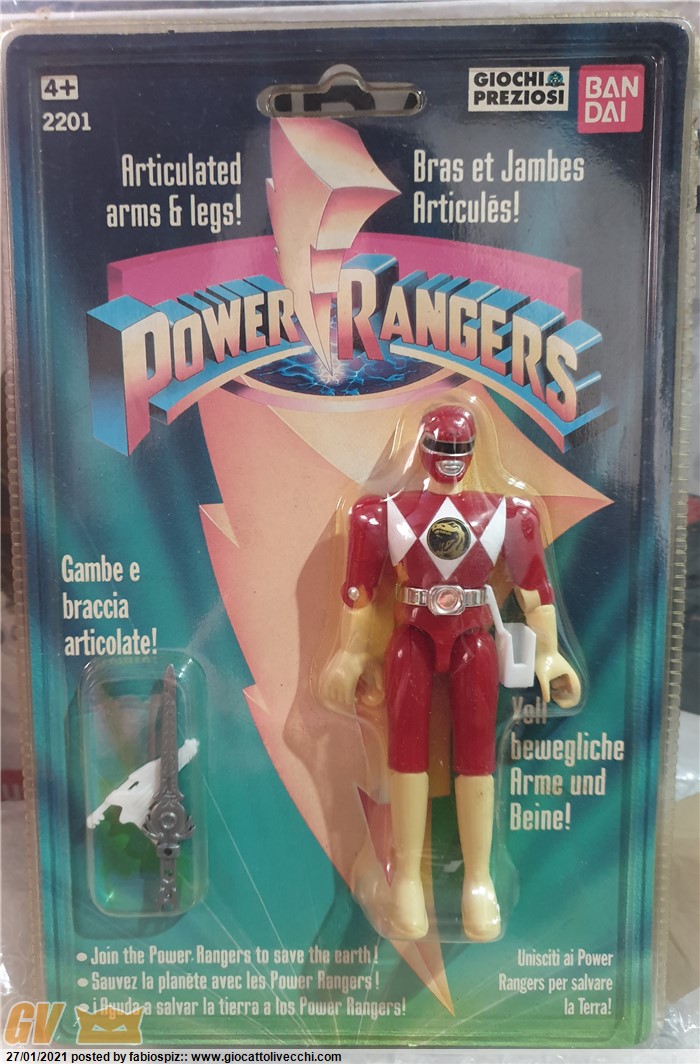 4+
2201
GIOCHI
PREZIOSI
BAN
DAI
Articulated
arms & legs!
Bras et Jambes
Articulés!
POWER RANGERS
Gambe e
braccia
articolate!
Voll
bewegliche
Arme und
Beine!
• Join the Power Rangers to save the earth!
• Sauvez la planète avec les Power Rangers!
• ¡Ayuda a salvar la tierra a los Power Rangers!
Unisciti ai Power
Rangers per salvare
la Terra!
GV
27/01/2021 posted by fabiospiz:: www.giocattolivecchi.com